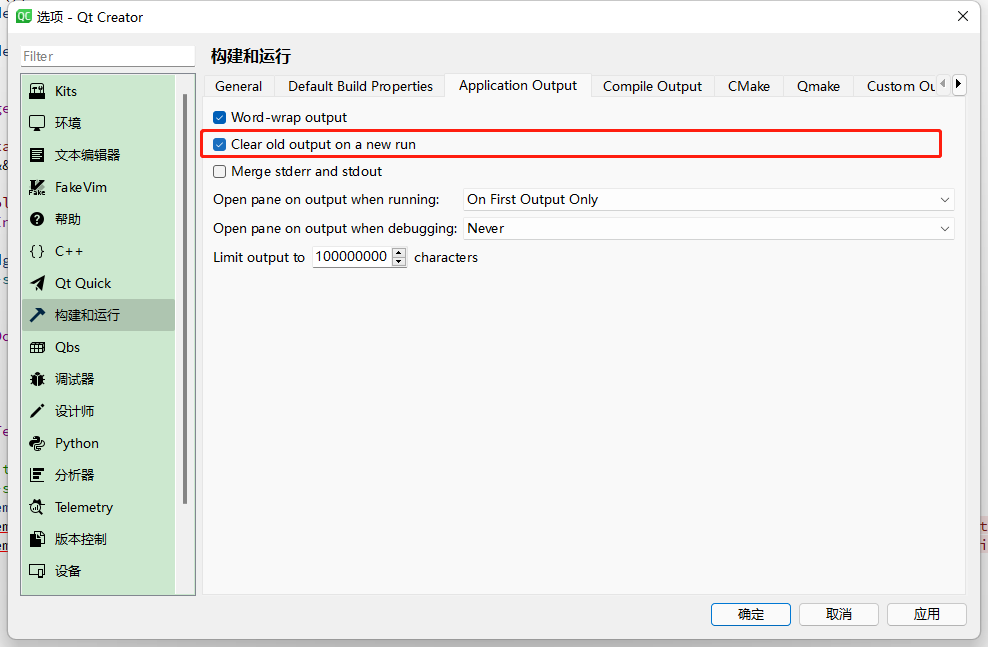 选项 - Qt Creator
Filter
Kits
环境
文本编辑器
FakeVim
帮助
C++
Qt Quick
构建和运行
Qbs
调试器
设计师
Python
分析器
Telemetry
版本控制
设备
构建和运行
General Default Build Properties Application Output Compile Output CMake Qmake Custom Ou
Word-wrap output
Clear old output on a new run
Merge stderr and stdout
Open pane on output when running: On First Output Only
Open pane on output when debugging: Never
Limit output to 100000000 characters
确定 取消 应用